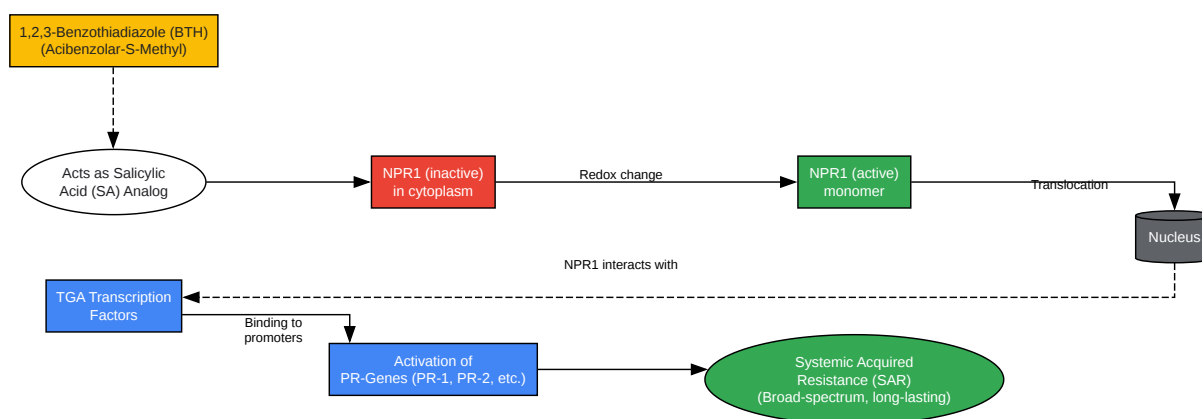 1,2,3-Benzothiadiazole (BTH)
(Acibenzolar-S-Methyl)
Acts as Salicylic
Acid (SA) Analog
NPR1 (inactive)
in cytoplasm
Redox change
NPR1 (active)
monomer
Translocation
Nucleus
NPR1 interacts with
TGA Transcription
Factors
Binding to
promoters
Activation of
PR-Genes (PR-1, PR-2, etc.)
Systemic Acquired
Resistance (SAR)
(Broad-spectrum, long-lasting)